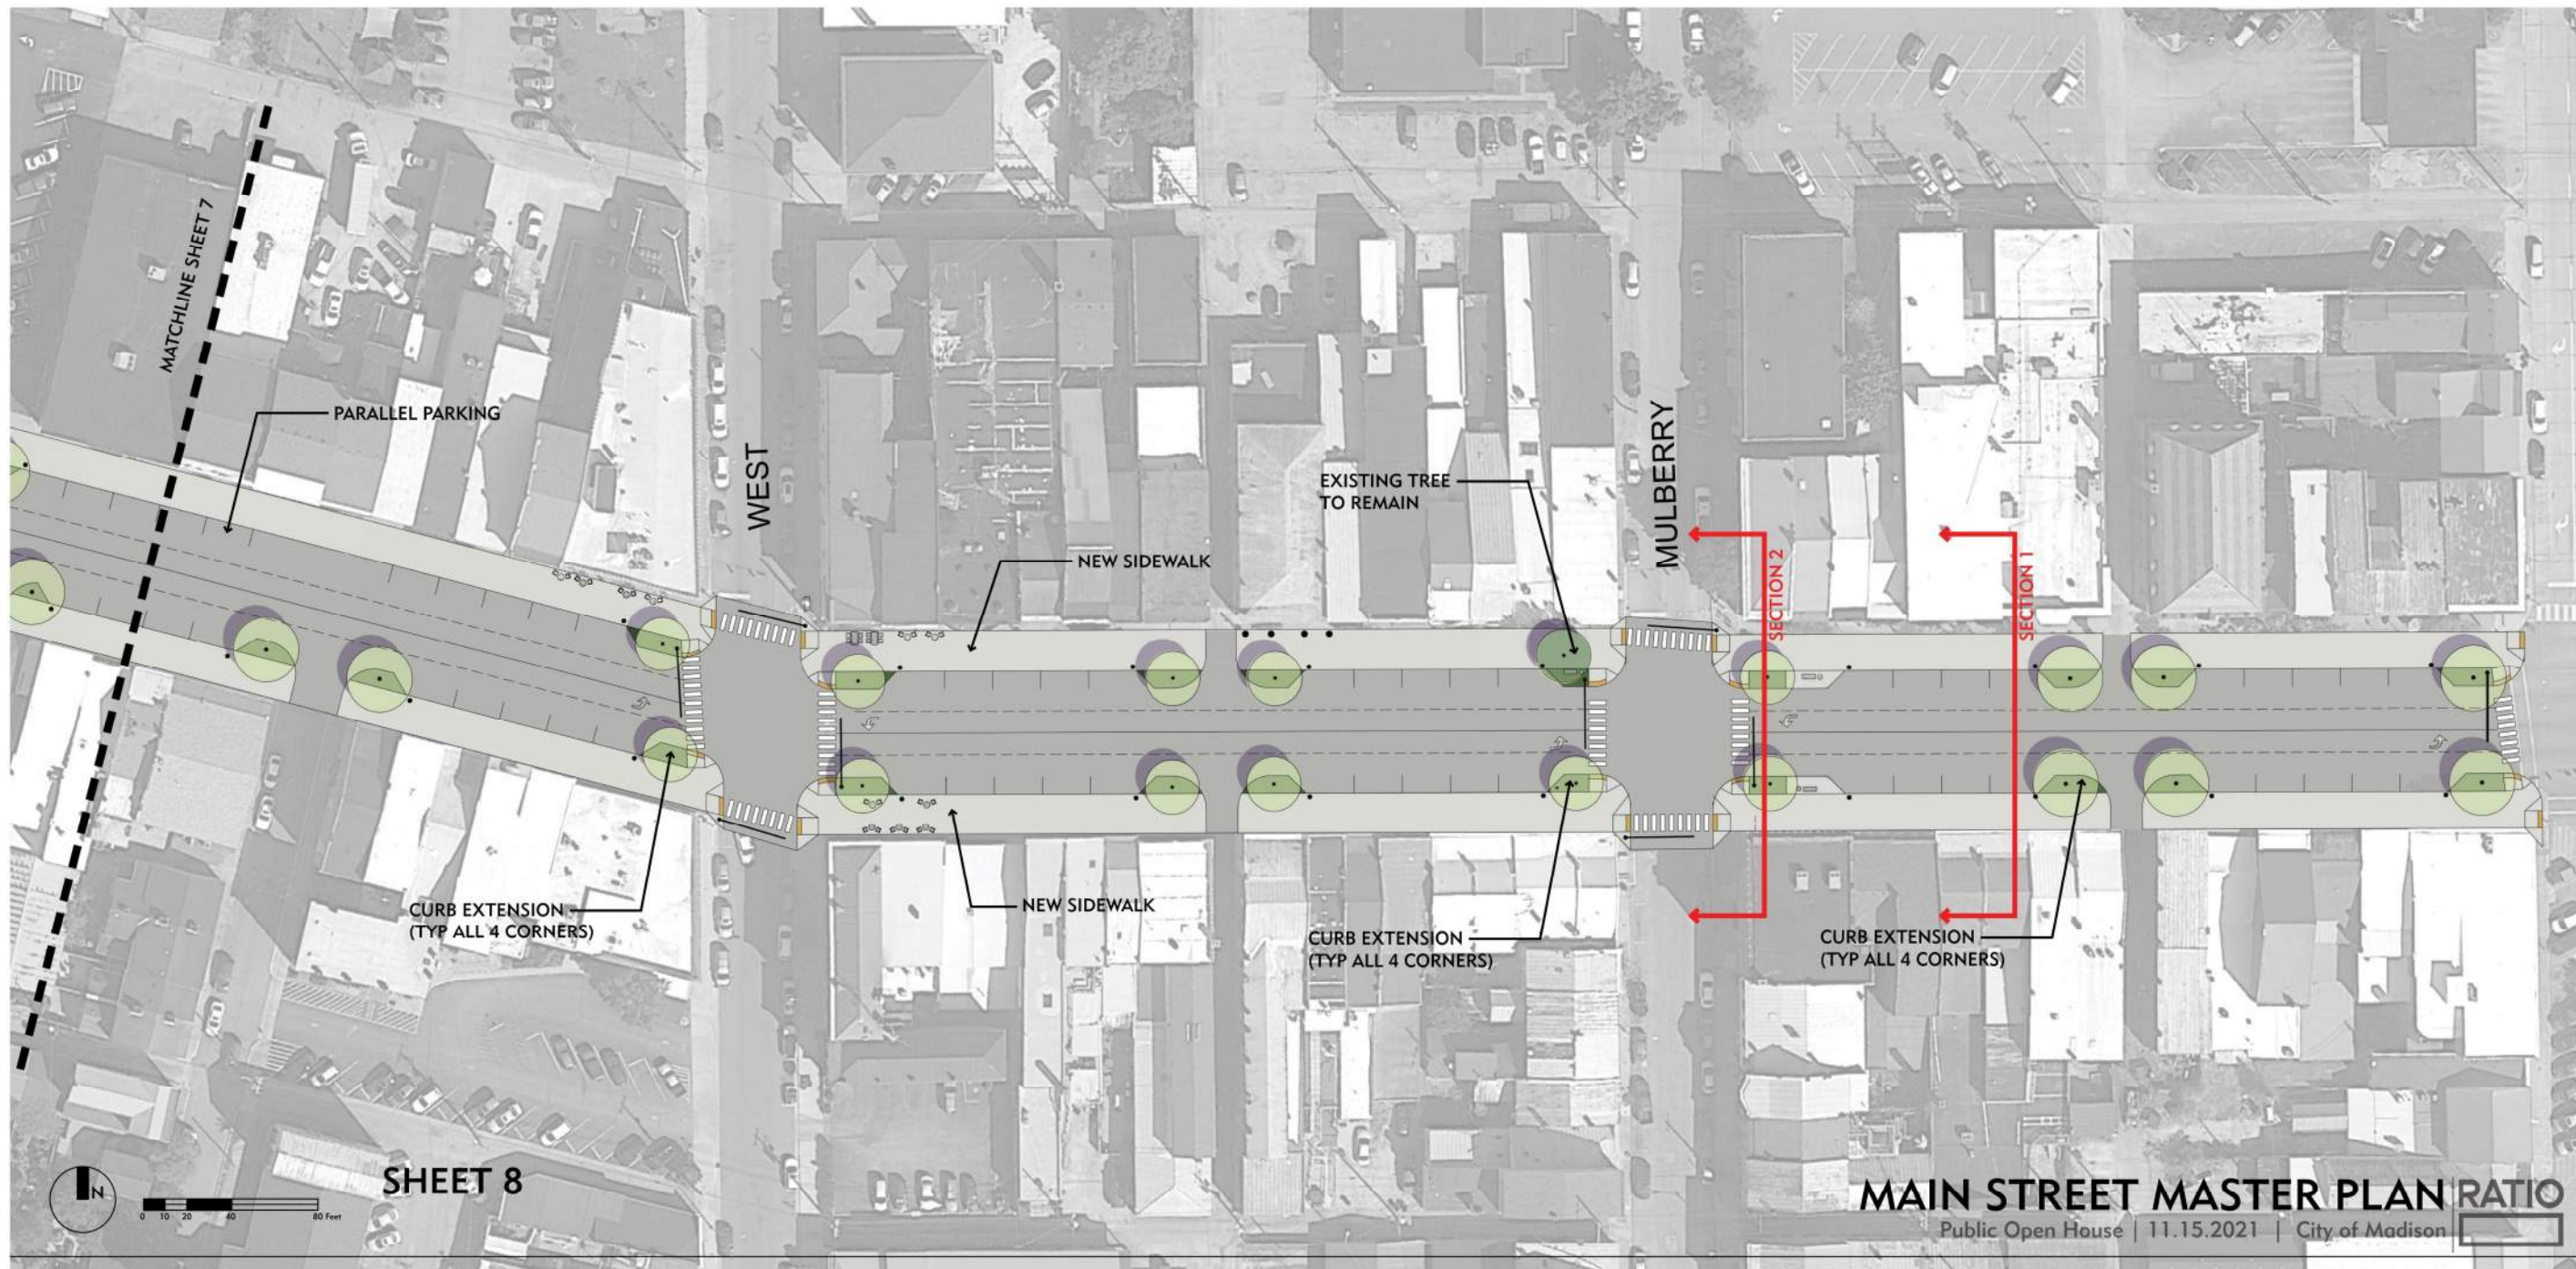 MATCHLINE SHEET 7
PARALLEL PARKING
WEST
EXISTING TREE
TO REMAIN
MULBERRY
NEW SIDEWALK
SECTION 2
SECTION 1
CURB EXTENSION
(TYP ALL 4 CORNERS)
NEW SIDEWALK
CURB EXTENSION
(TYP ALL 4 CORNERS)
CURB EXTENSION
(TYP ALL 4 CORNERS)
N
0 10 20 40 80 Feet
SHEET 8
MAIN STREET MASTER PLAN
Public Open House | 11.15.2021 | City of Madison
RATIO